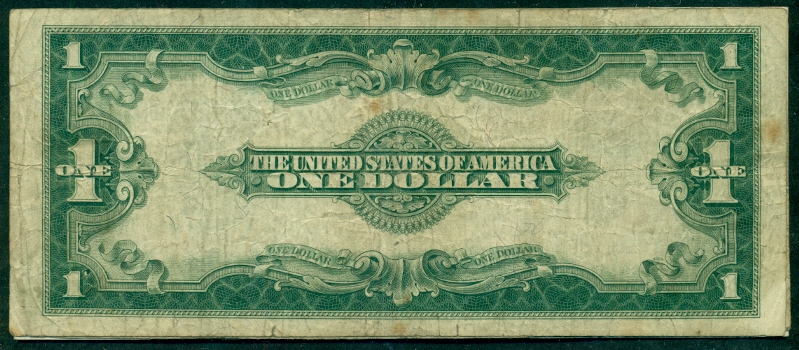 1 1
ONE DOLLAR ONE DOLLAR
THE UNITED STATES OF AMERICA
1 ONE 1 ONE
ONE DOLLAR
ONE DOLLAR ONE DOLLAR
1 1